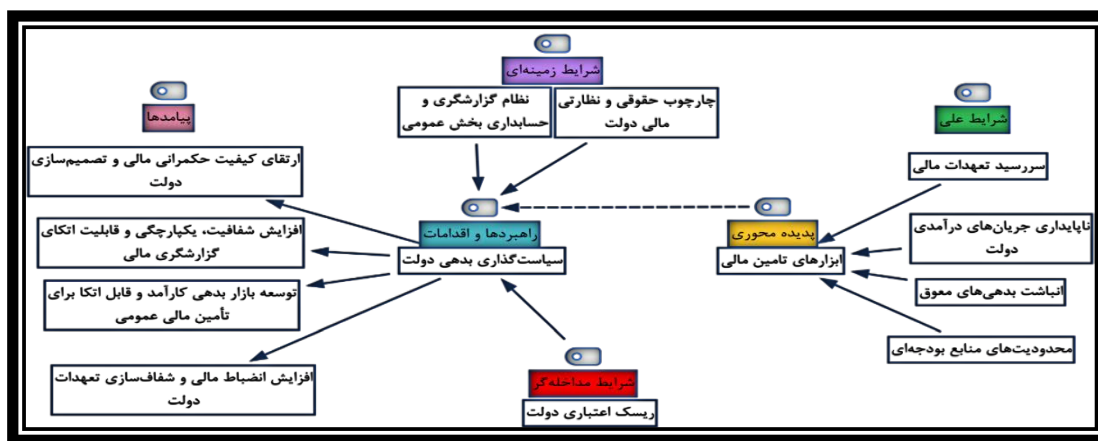 شرایط زمینه‌ای
چارچوب حقوقی و نظارتی
مالی دولت
نظام گزارشگری و
حسابداری بخش عمومی
شرایط علی
سررسید تعهدات مالی
ناپایداری جریان‌های درآمدی
دولت
انباشت بدهی‌های معوق
محدودیت‌های منابع بودجه‌ای
پدیده محوری
ابزارهای تامین مالی
راهبردها و اقدامات
سیاست‌گذاری بدهی دولت
شرایط مداخله‌گر
ریسک اعتباری دولت
پیامدها
ارتقای کیفیت حکمرانی مالی و تصمیم‌سازی
دولت
افزایش شفافیت، یکپارچگی و قابلیت اتکای
گزارشگری مالی
توسعه بازار بدهی کارآمد و قابل اتکا برای
تأمین مالی عمومی
افزایش انضباط مالی و شفاف‌سازی تعهدات
دولت